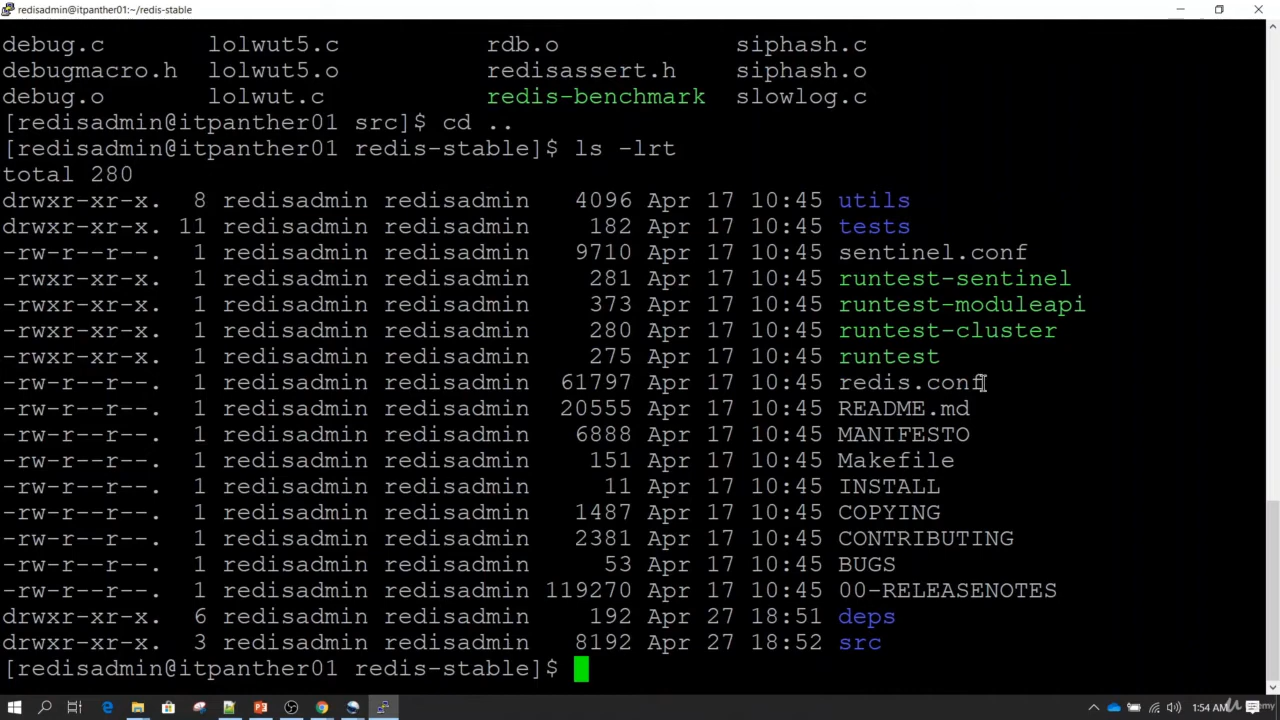 redisadmin@itpanther01:~/redis-stable
debug.c lolwut5.c rdb.o siphash.c
debugmacro.h lolwut5.o redisassert.h siphash.o
debug.o lolwut.c redis-benchmark slowlog.c
[redisadmin@itpanther01 src]$ cd ..
[redisadmin@itpanther01 redis-stable]$ ls -lrt
total 280
drwxr-xr-x. 8 redisadmin redisadmin 4096 Apr 17 10:45 utils
drwxr-xr-x. 11 redisadmin redisadmin 182 Apr 17 10:45 tests
-rw-r--r--. 1 redisadmin redisadmin 9710 Apr 17 10:45 sentinel.conf
-rwxr-xr-x. 1 redisadmin redisadmin 281 Apr 17 10:45 runtest-sentinel
-rwxr-xr-x. 1 redisadmin redisadmin 373 Apr 17 10:45 runtest-moduleapi
-rwxr-xr-x. 1 redisadmin redisadmin 280 Apr 17 10:45 runtest-cluster
-rwxr-xr-x. 1 redisadmin redisadmin 275 Apr 17 10:45 runtest
-rw-r--r--. 1 redisadmin redisadmin 61797 Apr 17 10:45 redis.conf
-rw-r--r--. 1 redisadmin redisadmin 20555 Apr 17 10:45 README.md
-rw-r--r--. 1 redisadmin redisadmin 6888 Apr 17 10:45 MANIFESTO
-rw-r--r--. 1 redisadmin redisadmin 151 Apr 17 10:45 Makefile
-rw-r--r--. 1 redisadmin redisadmin 11 Apr 17 10:45 INSTALL
-rw-r--r--. 1 redisadmin redisadmin 1487 Apr 17 10:45 COPYING
-rw-r--r--. 1 redisadmin redisadmin 2381 Apr 17 10:45 CONTRIBUTING
-rw-r--r--. 1 redisadmin redisadmin 53 Apr 17 10:45 BUGS
-rw-r--r--. 1 redisadmin redisadmin 119270 Apr 17 10:45 00-RELEASENOTES
drwxr-xr-x. 6 redisadmin redisadmin 192 Apr 27 18:51 deps
drwxr-xr-x. 3 redisadmin redisadmin 8192 Apr 27 18:52 src
[redisadmin@itpanther01 redis-stable]$
1:54 AM